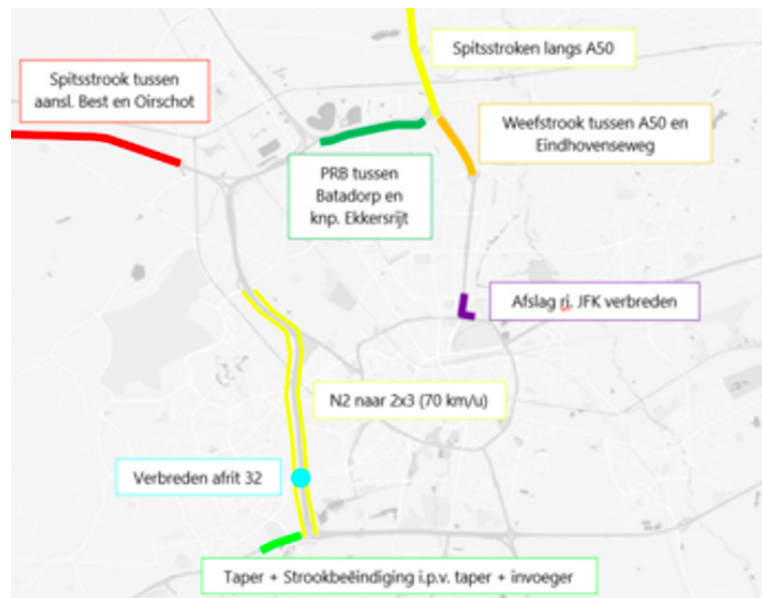 Spitsstroken langs A50
Spitsstrook tussen
aansl. Best en Oirschot
Weefstrook tussen A50 en
Eindhovenseweg
PRB tussen
Batadorp en
knp. Ekkersrijt
Afslag ri. JFK verbreden
N2 naar 2x3 (70 km/u)
Verbreden afrit 32
Taper + Strookbeëindiging i.p.v. taper + invoeger